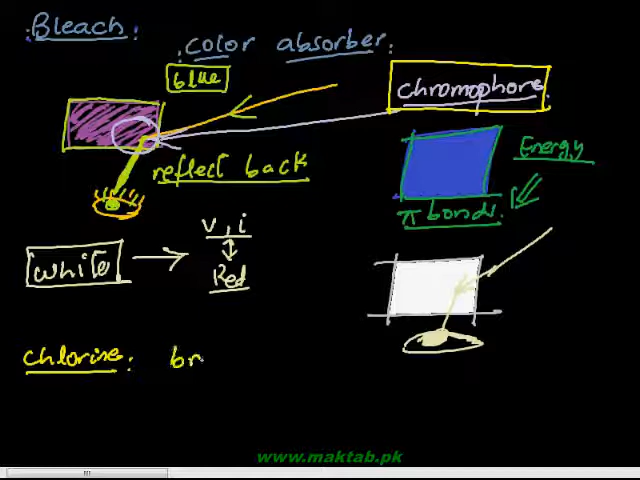 Bleach:
color absorber:
blue
chromophore
Energy
reflect back
π bonds.
v, i
white
Red
chlorine: br
www.maktab.pk